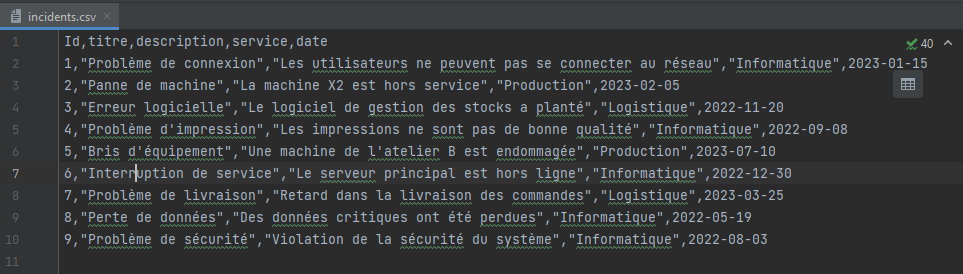 incidents.csv
40
1 Id,titre,description,service,date
2 1,"Problème de connexion","Les utilisateurs ne peuvent pas se connecter au réseau","Informatique",2023-01-15
3 2,"Panne de machine","La machine X2 est hors service","Production",2023-02-05
4 3,"Erreur logicielle","Le logiciel de gestion des stocks a planté","Logistique",2022-11-20
5 4,"Problème d'impression","Les impressions ne sont pas de bonne qualité","Informatique",2022-09-08
6 5,"Bris d'équipement","Une machine de l'atelier B est endommagée","Production",2023-07-10
7 6,"Interruption de service","Le serveur principal est hors ligne","Informatique",2022-12-30
8 7,"Problème de livraison","Retard dans la livraison des commandes","Logistique",2023-03-25
9 8,"Perte de données","Des données critiques ont été perdues","Informatique",2022-05-19
10 9,"Problème de sécurité","Violation de la sécurité du système","Informatique",2022-08-03
11